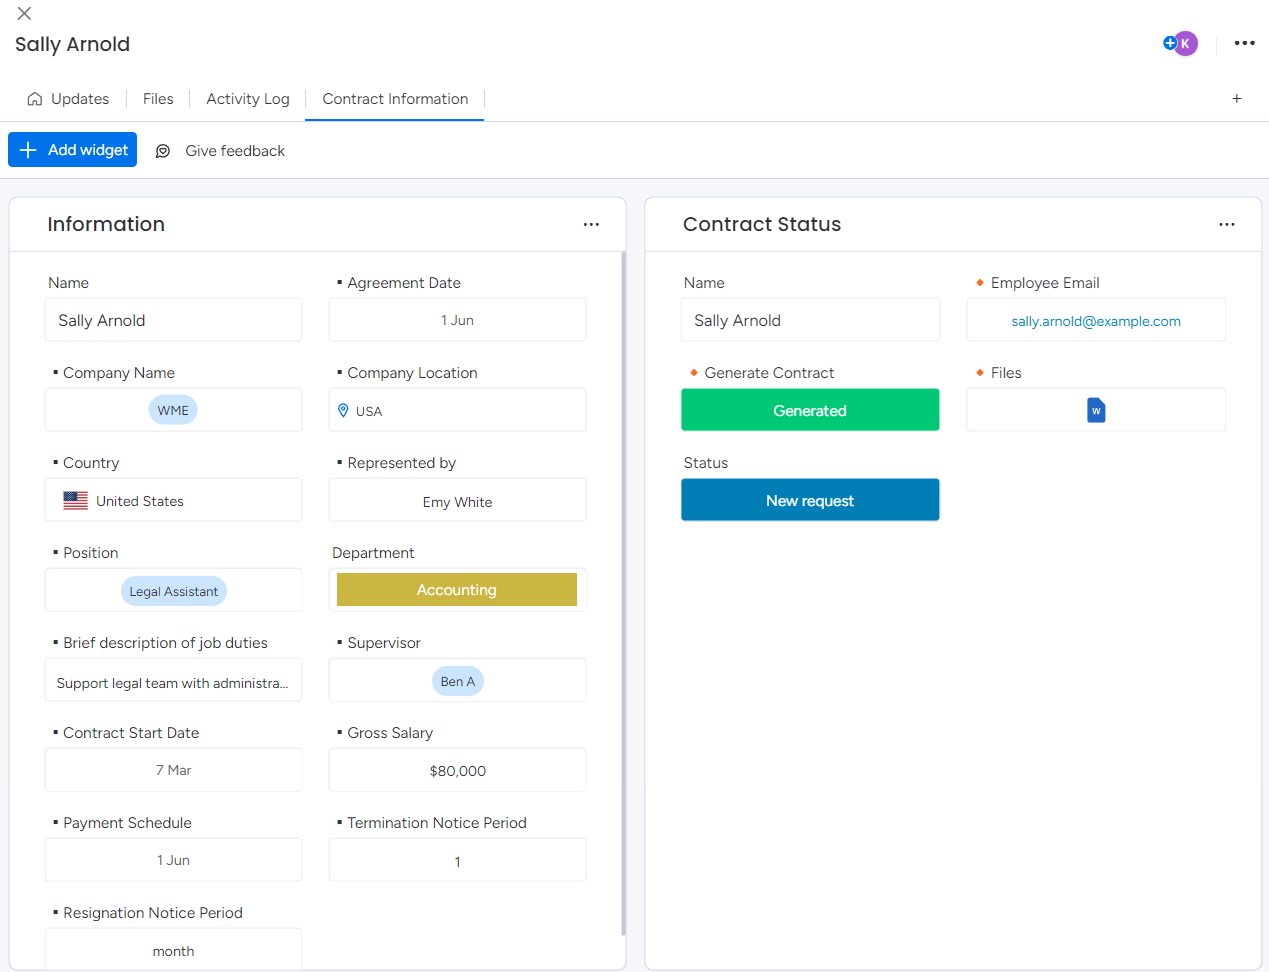 Sally Arnold
K
Updates
Files
Activity Log
Contract Information
+
Add widget
Give feedback
Information
Name
Sally Arnold
Agreement Date
1 Jun
Company Name
WME
Company Location
USA
Country
United States
Represented by
Emy White
Position
Legal Assistant
Department
Accounting
Brief description of job duties
Support legal team with administra...
Supervisor
Ben A
Contract Start Date
7 Mar
Gross Salary
$80,000
Payment Schedule
1 Jun
Termination Notice Period
1
Resignation Notice Period
month
Contract Status
Name
Sally Arnold
Employee Email
sally.arnold@example.com
Generate Contract
Generated
Files
W
Status
New request